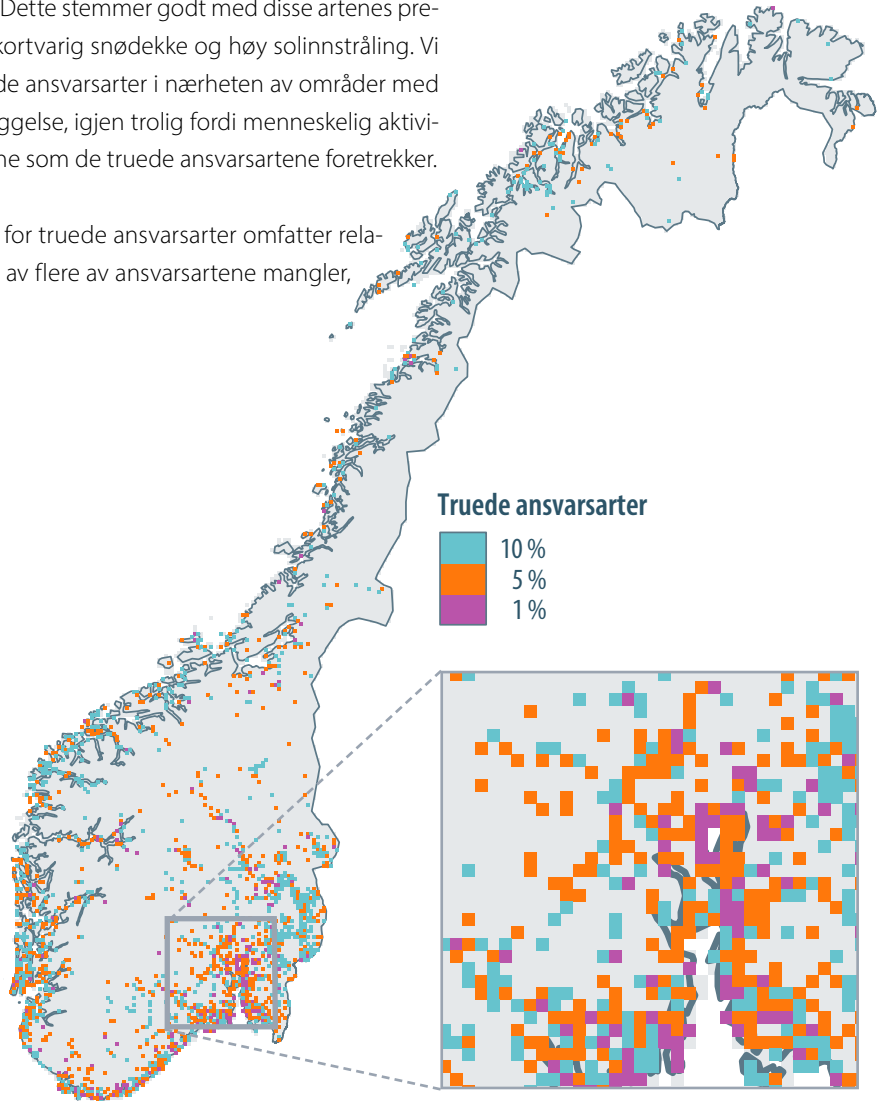 Dette stemmer godt med disse artenes pre-
kortvarig snødekke og høy solinnstråling. Vi
de ansvarsarter i nærheten av områder med
ggelse, igjen trolig fordi menneskelig aktivi-
ne som de truede ansvarsartene foretrekker.
for truede ansvarsarter omfatter rela-
av flere av ansvarsartene mangler,
Truede ansvarsarter
10 %
5 %
1 %